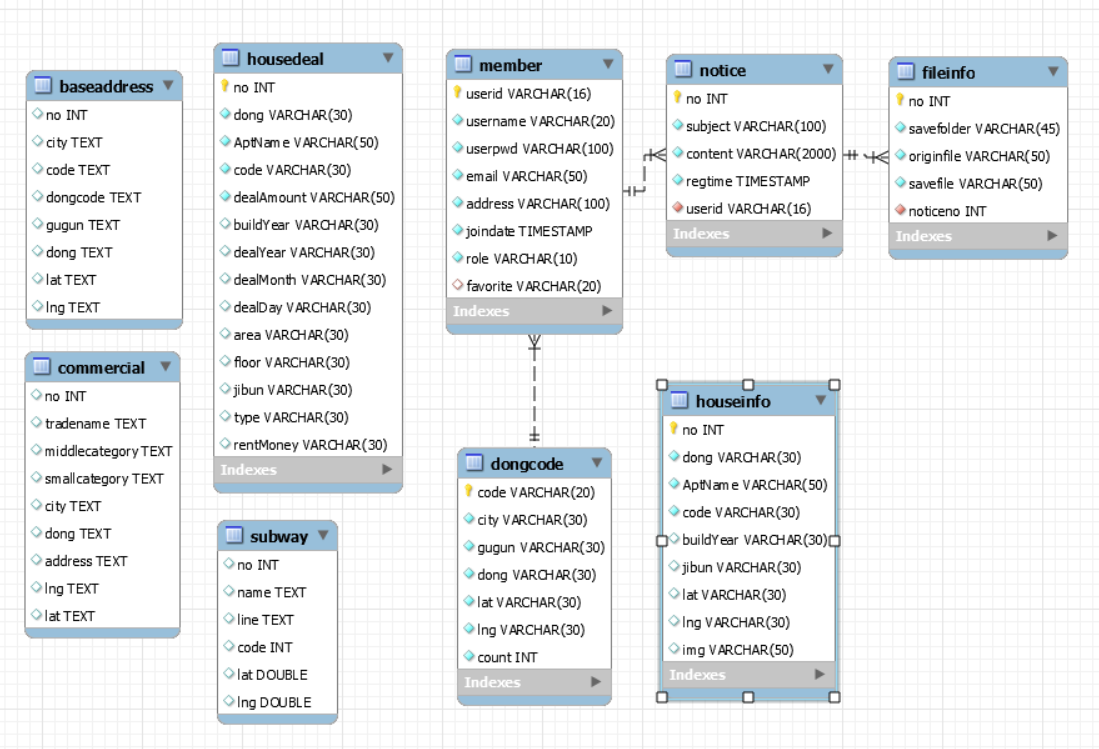 baseaddress
no INT
city TEXT
code TEXT
dongcode TEXT
gugun TEXT
dong TEXT
lat TEXT
lng TEXT
commercial
no INT
tradename TEXT
middlecategory TEXT
smallcategory TEXT
city TEXT
dong TEXT
address TEXT
lng TEXT
lat TEXT
housedeal
no INT
dong VARCHAR(30)
AptName VARCHAR(50)
code VARCHAR(30)
dealAmount VARCHAR(50)
buildYear VARCHAR(30)
dealYear VARCHAR(30)
dealMonth VARCHAR(30)
dealDay VARCHAR(30)
area VARCHAR(30)
floor VARCHAR(30)
jibun VARCHAR(30)
type VARCHAR(30)
rentMoney VARCHAR(30)
Indexes
subway
no INT
name TEXT
line TEXT
code INT
lat DOUBLE
lng DOUBLE
member
userid VARCHAR(16)
username VARCHAR(20)
userpwd VARCHAR(100)
email VARCHAR(50)
address VARCHAR(100)
joindate TIMESTAMP
role VARCHAR(10)
favorite VARCHAR(20)
Indexes
dongcode
code VARCHAR(20)
city VARCHAR(30)
gugun VARCHAR(30)
dong VARCHAR(30)
lat VARCHAR(30)
lng VARCHAR(30)
count INT
Indexes
notice
no INT
subject VARCHAR(100)
content VARCHAR(2000)
regtime TIMESTAMP
userid VARCHAR(16)
Indexes
houseinfo
no INT
dong VARCHAR(30)
AptName VARCHAR(50)
code VARCHAR(30)
buildYear VARCHAR(30)
jibun VARCHAR(30)
lat VARCHAR(30)
lng VARCHAR(30)
img VARCHAR(50)
Indexes
fileinfo
no INT
savefolder VARCHAR(45)
originfile VARCHAR(50)
savefile VARCHAR(50)
noticeno INT
Indexes